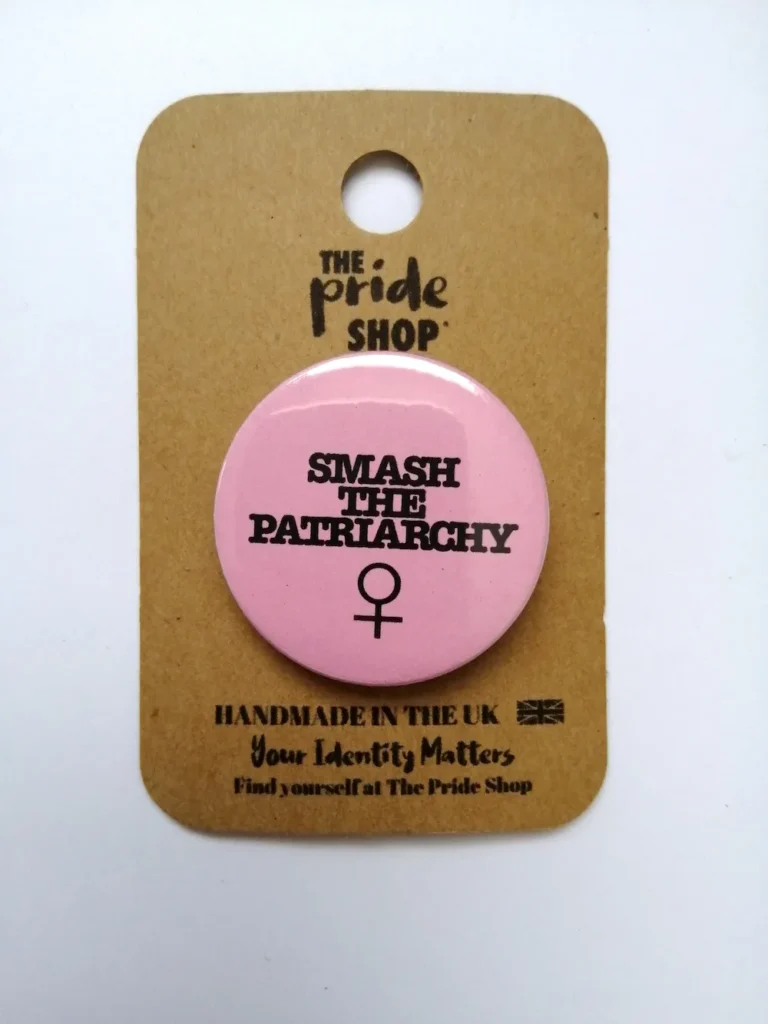 THE
pride
SHOP
SMASH
THE
PATRIARCHY
HANDMADE IN THE UK
Your Identity Matters
Find yourself at The Pride Shop